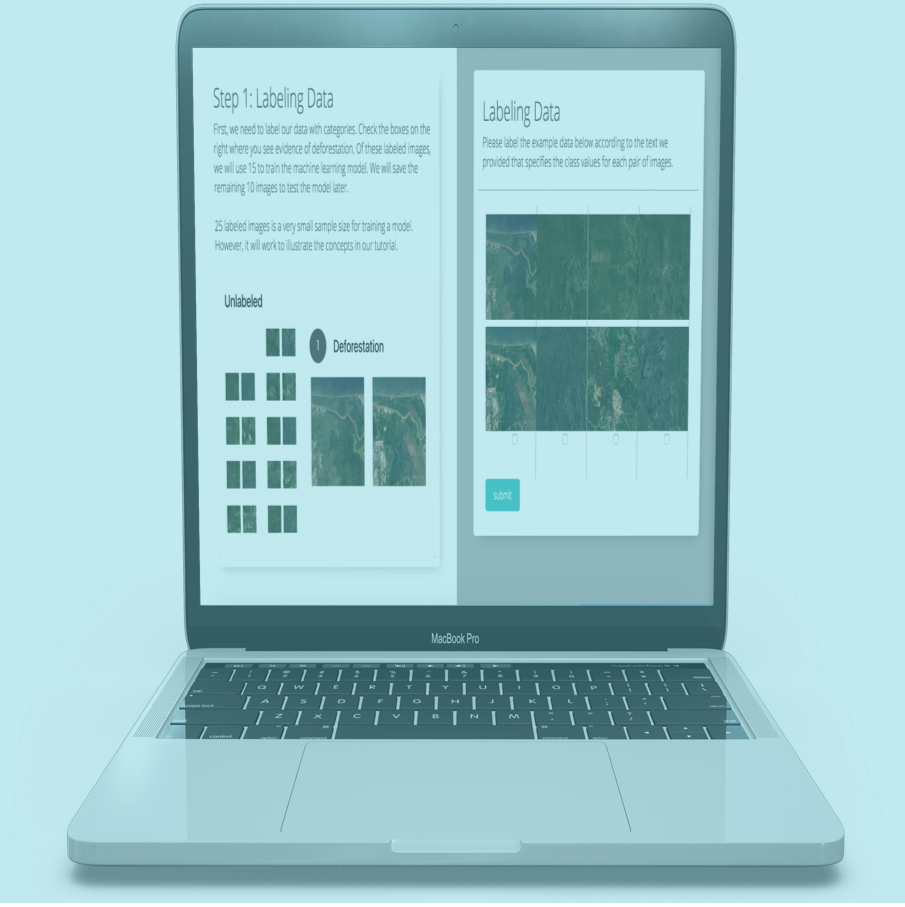 Step 1: Labeling Data
First, we need to label our data with categories. Check the boxes on the
right where you see evidence of deforestation. Of these labeled images,
we will use 15 to train the machine learning model. We will save the
remaining 10 images to test the model later.
25 labeled images is a very small sample size for training a model.
However, it will work to illustrate the concepts in our tutorial.
Unlabeled
1 Deforestation
Labeling Data
Please label the example data below according to the text we
provided that specifies the class values for each pair of images.
submit
MacBook Pro
Q W E R T Y U I O P
A S D F G H J K L
Z X C V B N M
control